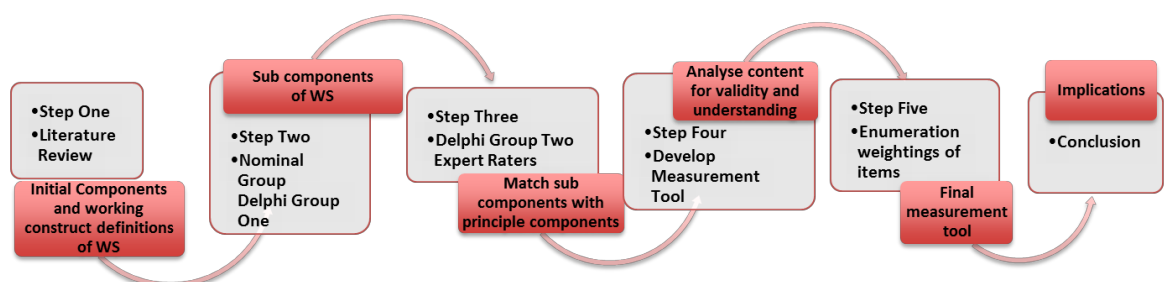 •Step One
•Literature
Review
Initial Components
and working
construct definitions
of WS
Sub components
of WS
•Step Two
•Nominal
Group
Delphi Group
One
•Step Three
•Delphi Group Two
Expert Raters
Match sub
components with
principle components
Analyse content
for validity and
understanding
•Step Four
•Develop
Measurement
Tool
•Step Five
•Enumeration
weightings of
items
Final
measurement
tool
Implications
•Conclusion